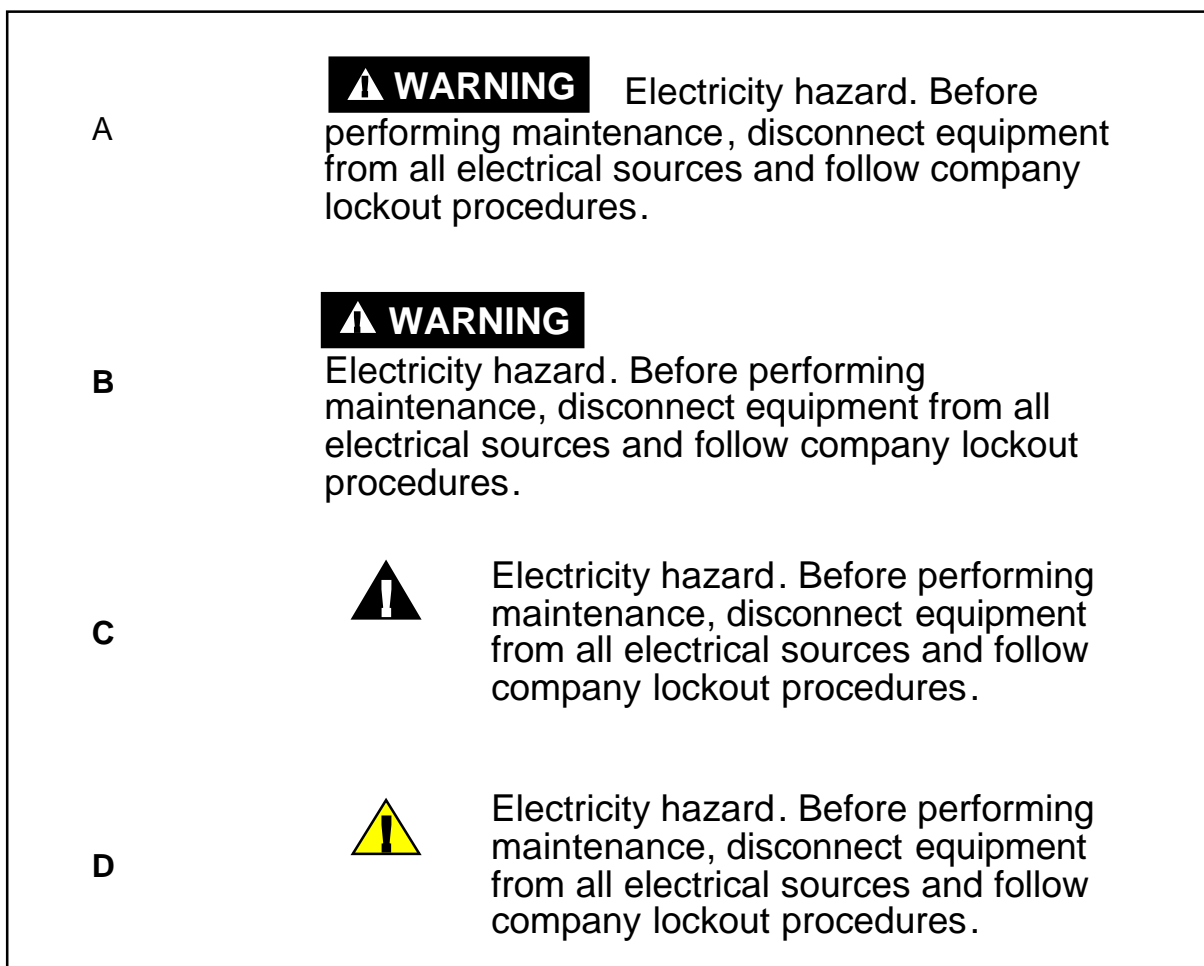 A
WARNING Electricity hazard. Before
performing maintenance, disconnect equipment
from all electrical sources and follow company
lockout procedures.
B
WARNING
Electricity hazard. Before performing
maintenance, disconnect equipment from all
electrical sources and follow company lockout
procedures.
C
Electricity hazard. Before performing
maintenance, disconnect equipment
from all electrical sources and follow
company lockout procedures.
D
Electricity hazard. Before performing
maintenance, disconnect equipment
from all electrical sources and follow
company lockout procedures.